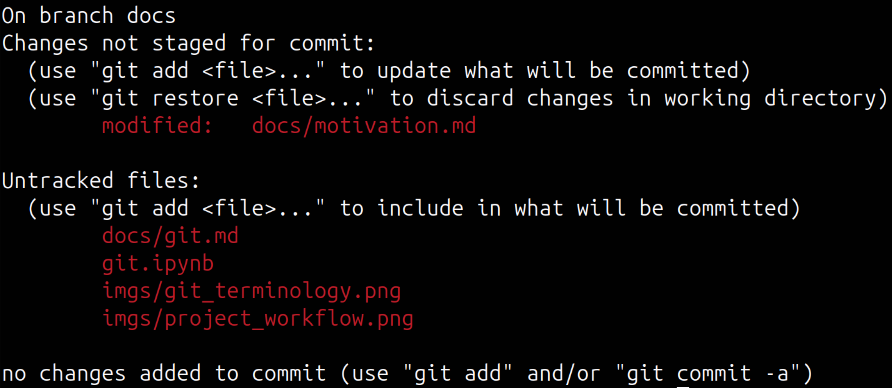 On branch docs
Changes not staged for commit:
  (use "git add <file>..." to update what will be committed)
  (use "git restore <file>..." to discard changes in working directory)
        modified:   docs/motivation.md

Untracked files:
  (use "git add <file>..." to include in what will be committed)
        docs/git.md
        git.ipynb
        imgs/git_terminology.png
        imgs/project_workflow.png

no changes added to commit (use "git add" and/or "git commit -a")